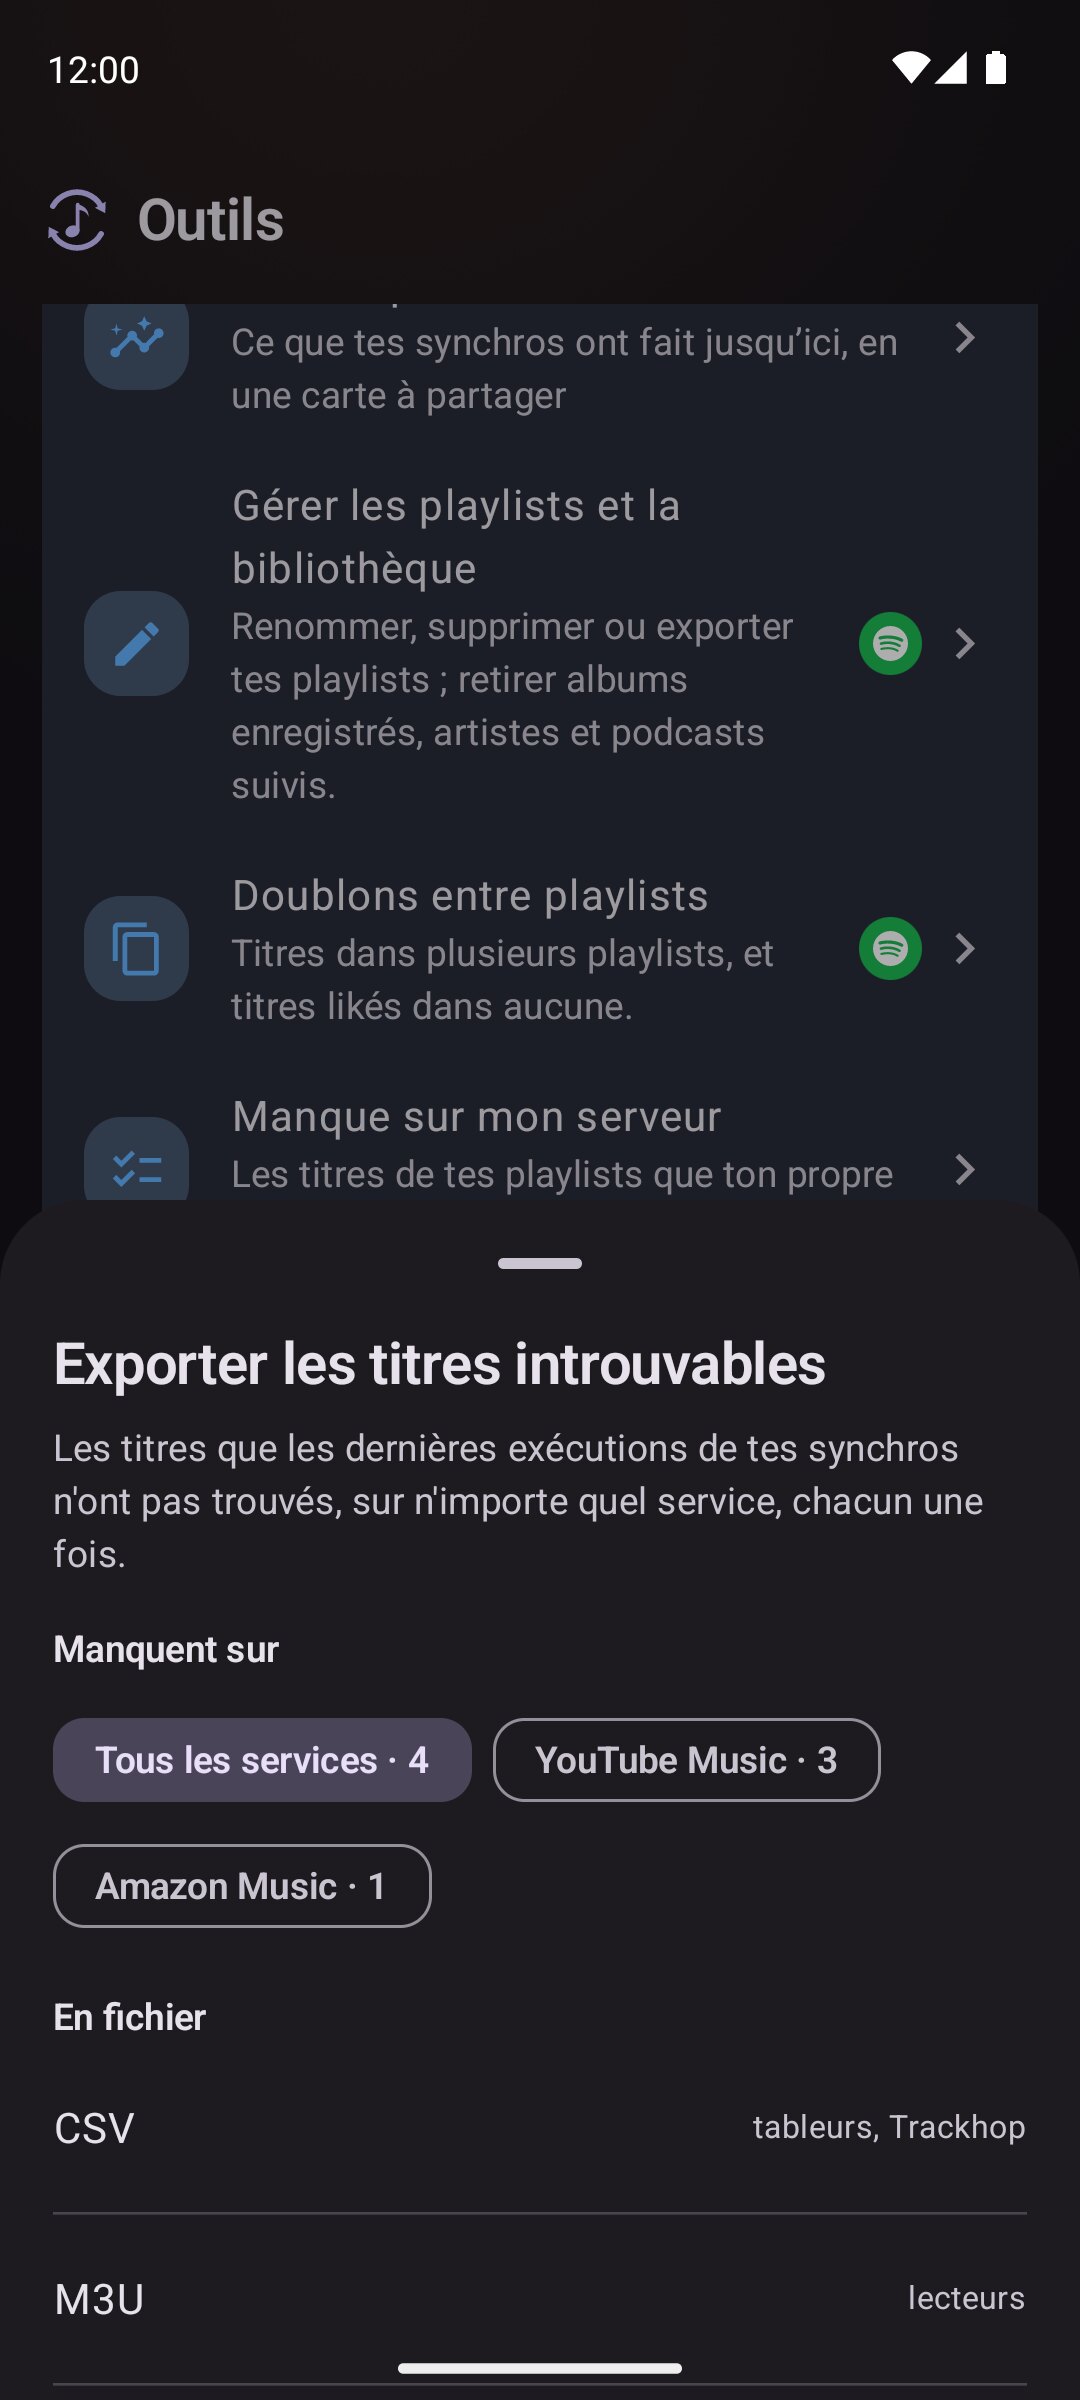 12:00
Outils
Ce que tes synchros ont fait jusqu’ici, en
une carte à partager
Gérer les playlists et la
bibliothèque
Renommer, supprimer ou exporter
tes playlists ; retirer albums
enregistrés, artistes et podcasts
suivis.
Doublons entre playlists
Titres dans plusieurs playlists, et
titres likés dans aucune.
Manque sur mon serveur
Les titres de tes playlists que ton propre
Exporter les titres introuvables
Les titres que les dernières exécutions de tes synchros
n'ont pas trouvés, sur n'importe quel service, chacun une
fois.
Manquent sur
Tous les services · 4
YouTube Music · 3
Amazon Music · 1
En fichier
CSV
tableurs, Trackhop
M3U
lecteurs